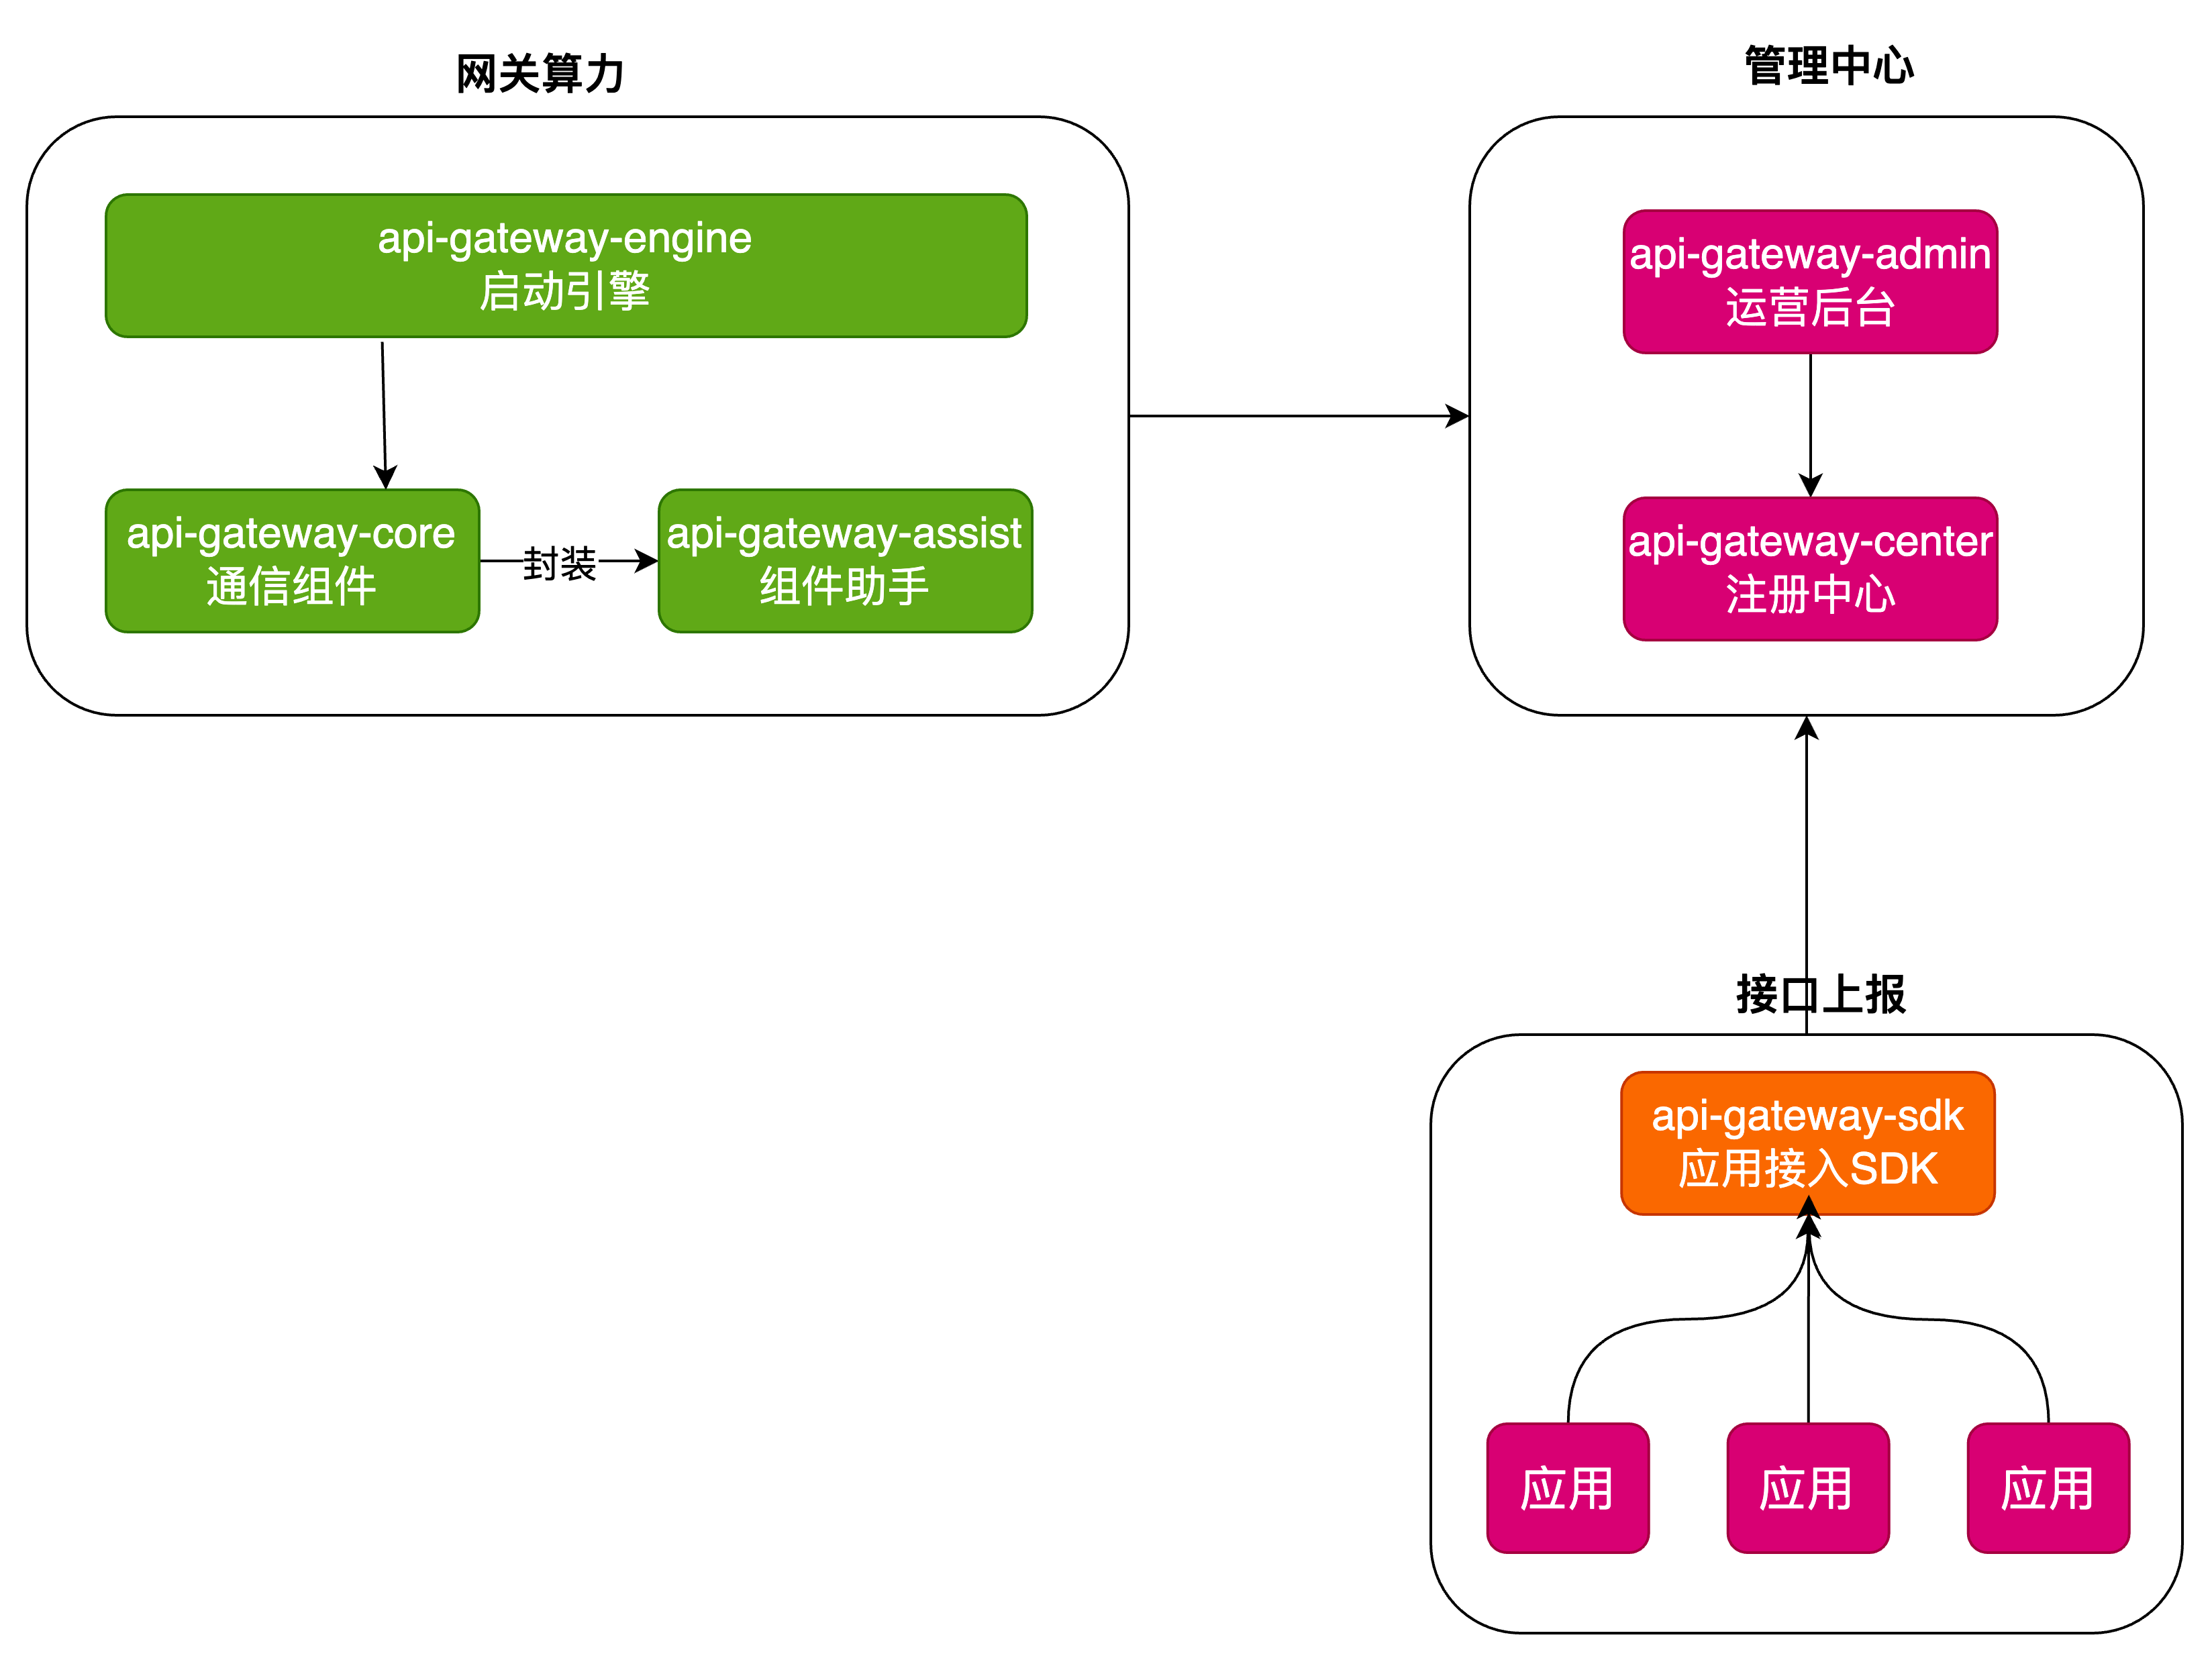 网关算力
api-gateway-engine
启动引擎
api-gateway-core
通信组件
封装
api-gateway-assist
组件助手
管理中心
api-gateway-admin
运营后台
api-gateway-center
注册中心
接口上报
api-gateway-sdk
应用接入SDK
应用
应用
应用